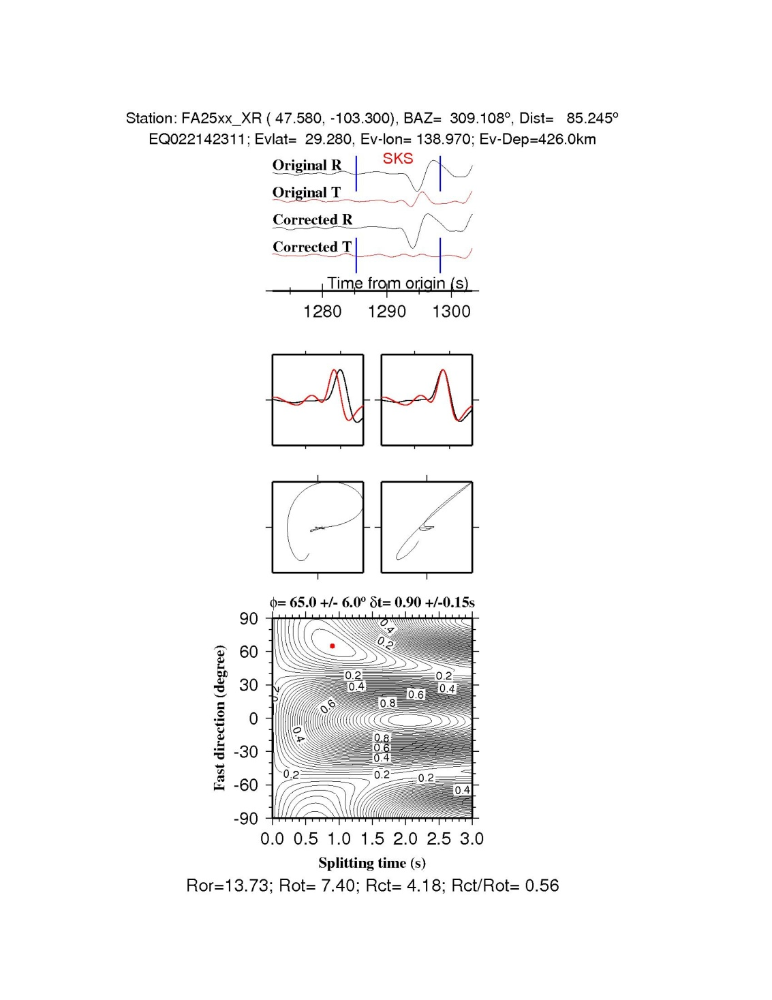 Station: FA25xx_XR ( 47.580, -103.300), BAZ= 309.108º, Dist= 85.245º
EQ022142311; Evlat= 29.280, Ev-lon= 138.970; Ev-Dep=426.0km
SKS
Original R
Original T
Corrected R
Corrected T
Time from origin (s)
1280 1290 1300
ϕ= 65.0 +/- 6.0º δt= 0.90 +/-0.15s
Fast direction (degree)
90
60
30
0
-30
-60
-90
0.4
0.2
0.2 0.2
0.4 0.4
0.2
0.6
0.8
0.6
0.4
0.8
0.6
0.4
0.2 0.2 0.2
0.4
0.0 0.5 1.0 1.5 2.0 2.5 3.0
Splitting time (s)
Ror=13.73; Rot= 7.40; Rct= 4.18; Rct/Rot= 0.56